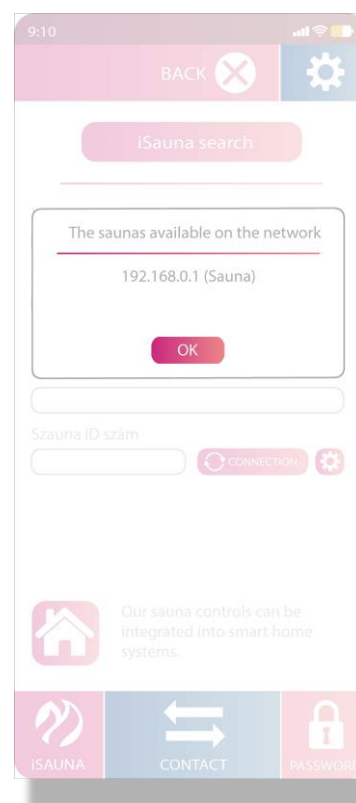 9:10
BACK
iSauna search
The saunas available on the network
192.168.0.1 (Sauna)
OK
Szauna ID szám
CONNECTION
Our sauna controls can be
integrated into smart home
systems.
iSAUNA
CONTACT
PASSWORD